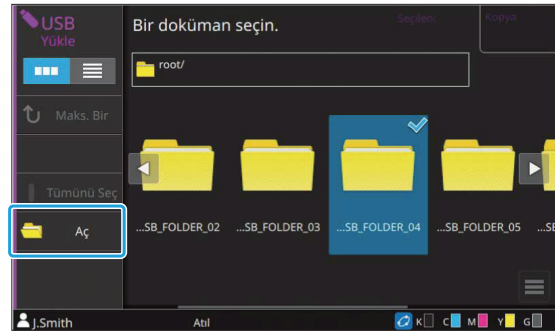 USB
Yükle
Bir doküman seçin.
Seçilen:
Kopya
root/
Maks. Bir
Tümünü Seç
Aç
...SB_FOLDER_02
...SB_FOLDER_03
...SB_FOLDER_04
...SB_FOLDER_05
...SB
J.Smith
Atıl
K
C
M
Y
G